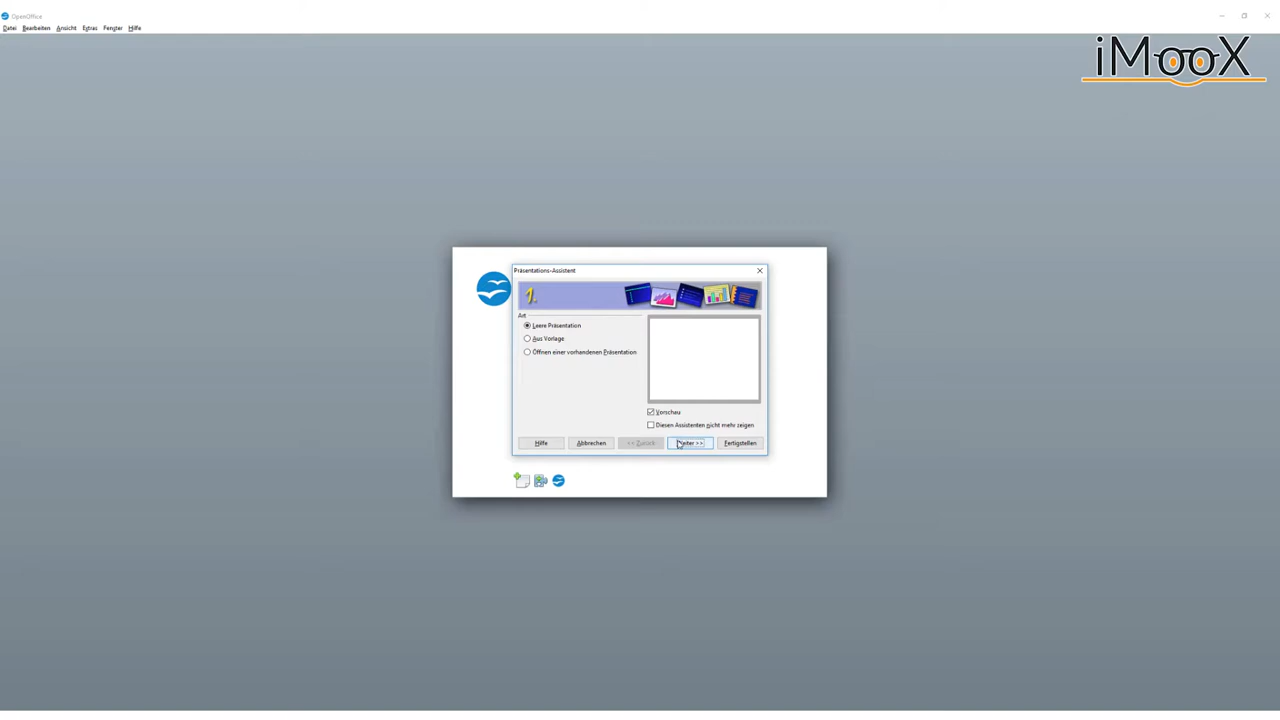 OpenOffice
Datei Bearbeiten Ansicht Extras Fenster Hilfe
iMooX
Präsentations-Assistent
1.
Art
Leere Präsentation
Aus Vorlage
Öffnen einer vorhandenen Präsentation
Vorschau
Diesen Assistenten nicht mehr zeigen
Hilfe Abbrechen << Zurück Weiter >> Fertigstellen